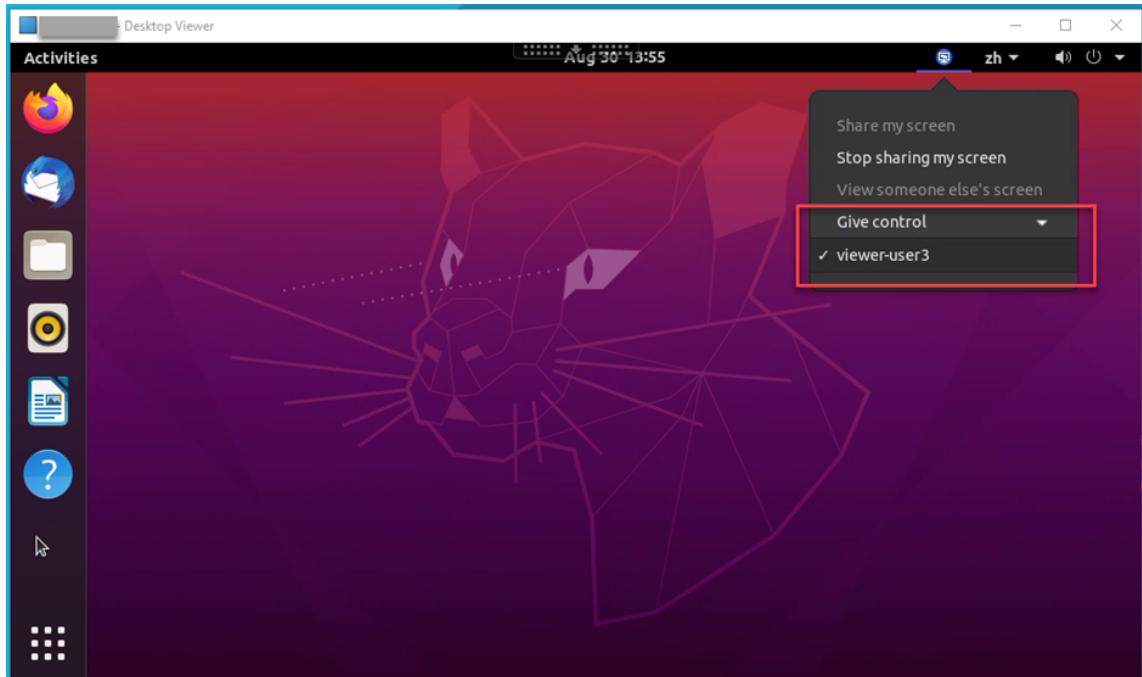 - Desktop Viewer
Activities
Aug 30 13:55
zh
Share my screen
Stop sharing my screen
View someone else's screen
Give control
✓ viewer-user3
?